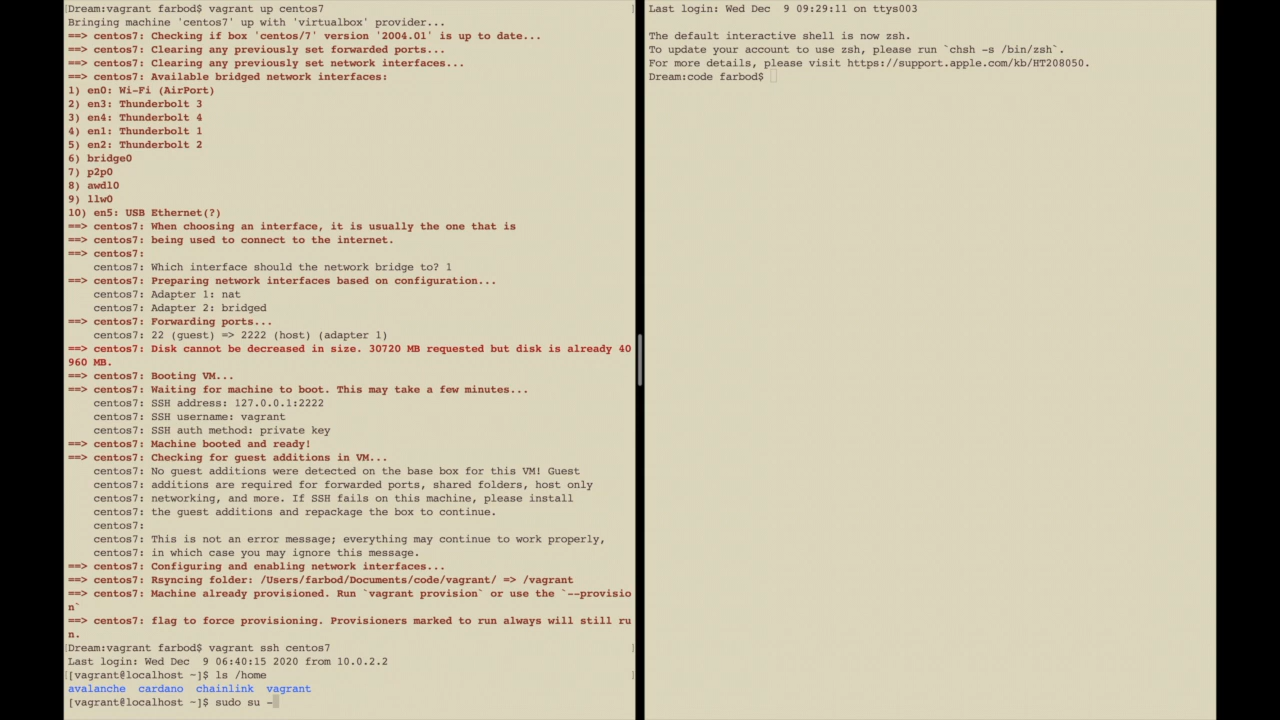 Dream:vagrant farbod$ vagrant up centos7
Bringing machine 'centos7' up with 'virtualbox' provider...
==> centos7: Checking if box 'centos/7' version '2004.01' is up to date...
==> centos7: Clearing any previously set forwarded ports...
==> centos7: Clearing any previously set network interfaces...
==> centos7: Available bridged network interfaces:
1) en0: Wi-Fi (AirPort)
2) en3: Thunderbolt 3
3) en4: Thunderbolt 4
4) en1: Thunderbolt 1
5) en2: Thunderbolt 2
6) bridge0
7) p2p0
8) awdl0
9) llw0
10) en5: USB Ethernet(?)
==> centos7: When choosing an interface, it is usually the one that is
==> centos7: being used to connect to the internet.
==> centos7:
    centos7: Which interface should the network bridge to? 1
==> centos7: Preparing network interfaces based on configuration...
    centos7: Adapter 1: nat
    centos7: Adapter 2: bridged
==> centos7: Forwarding ports...
    centos7: 22 (guest) => 2222 (host) (adapter 1)
==> centos7: Disk cannot be decreased in size. 30720 MB requested but disk is already 40
960 MB.
==> centos7: Booting VM...
==> centos7: Waiting for machine to boot. This may take a few minutes...
    centos7: SSH address: 127.0.0.1:2222
    centos7: SSH username: vagrant
    centos7: SSH auth method: private key
==> centos7: Machine booted and ready!
==> centos7: Checking for guest additions in VM...
    centos7: No guest additions were detected on the base box for this VM! Guest
    centos7: additions are required for forwarded ports, shared folders, host only
    centos7: networking, and more. If SSH fails on this machine, please install
    centos7: the guest additions and repackage the box to continue.
    centos7:
    centos7: This is not an error message; everything may continue to work properly,
    centos7: in which case you may ignore this message.
==> centos7: Configuring and enabling network interfaces...
==> centos7: Rsyncing folder: /Users/farbod/Documents/code/vagrant/ => /vagrant
==> centos7: Machine already provisioned. Run `vagrant provision` or use the `--provisio
n`
==> centos7: flag to force provisioning. Provisioners marked to run always will still ru
n.
Dream:vagrant farbod$ vagrant ssh centos7
Last login: Wed Dec  9 06:40:15 2020 from 10.0.2.2
[vagrant@localhost ~]$ ls /home
avalanche  cardano  chainlink  vagrant
[vagrant@localhost ~]$ sudo su -
Last login: Wed Dec  9 09:29:11 on ttys003
The default interactive shell is now zsh.
To update your account to use zsh, please run `chsh -s /bin/zsh`.
For more details, please visit https://support.apple.com/kb/HT208050.
Dream:code farbod$